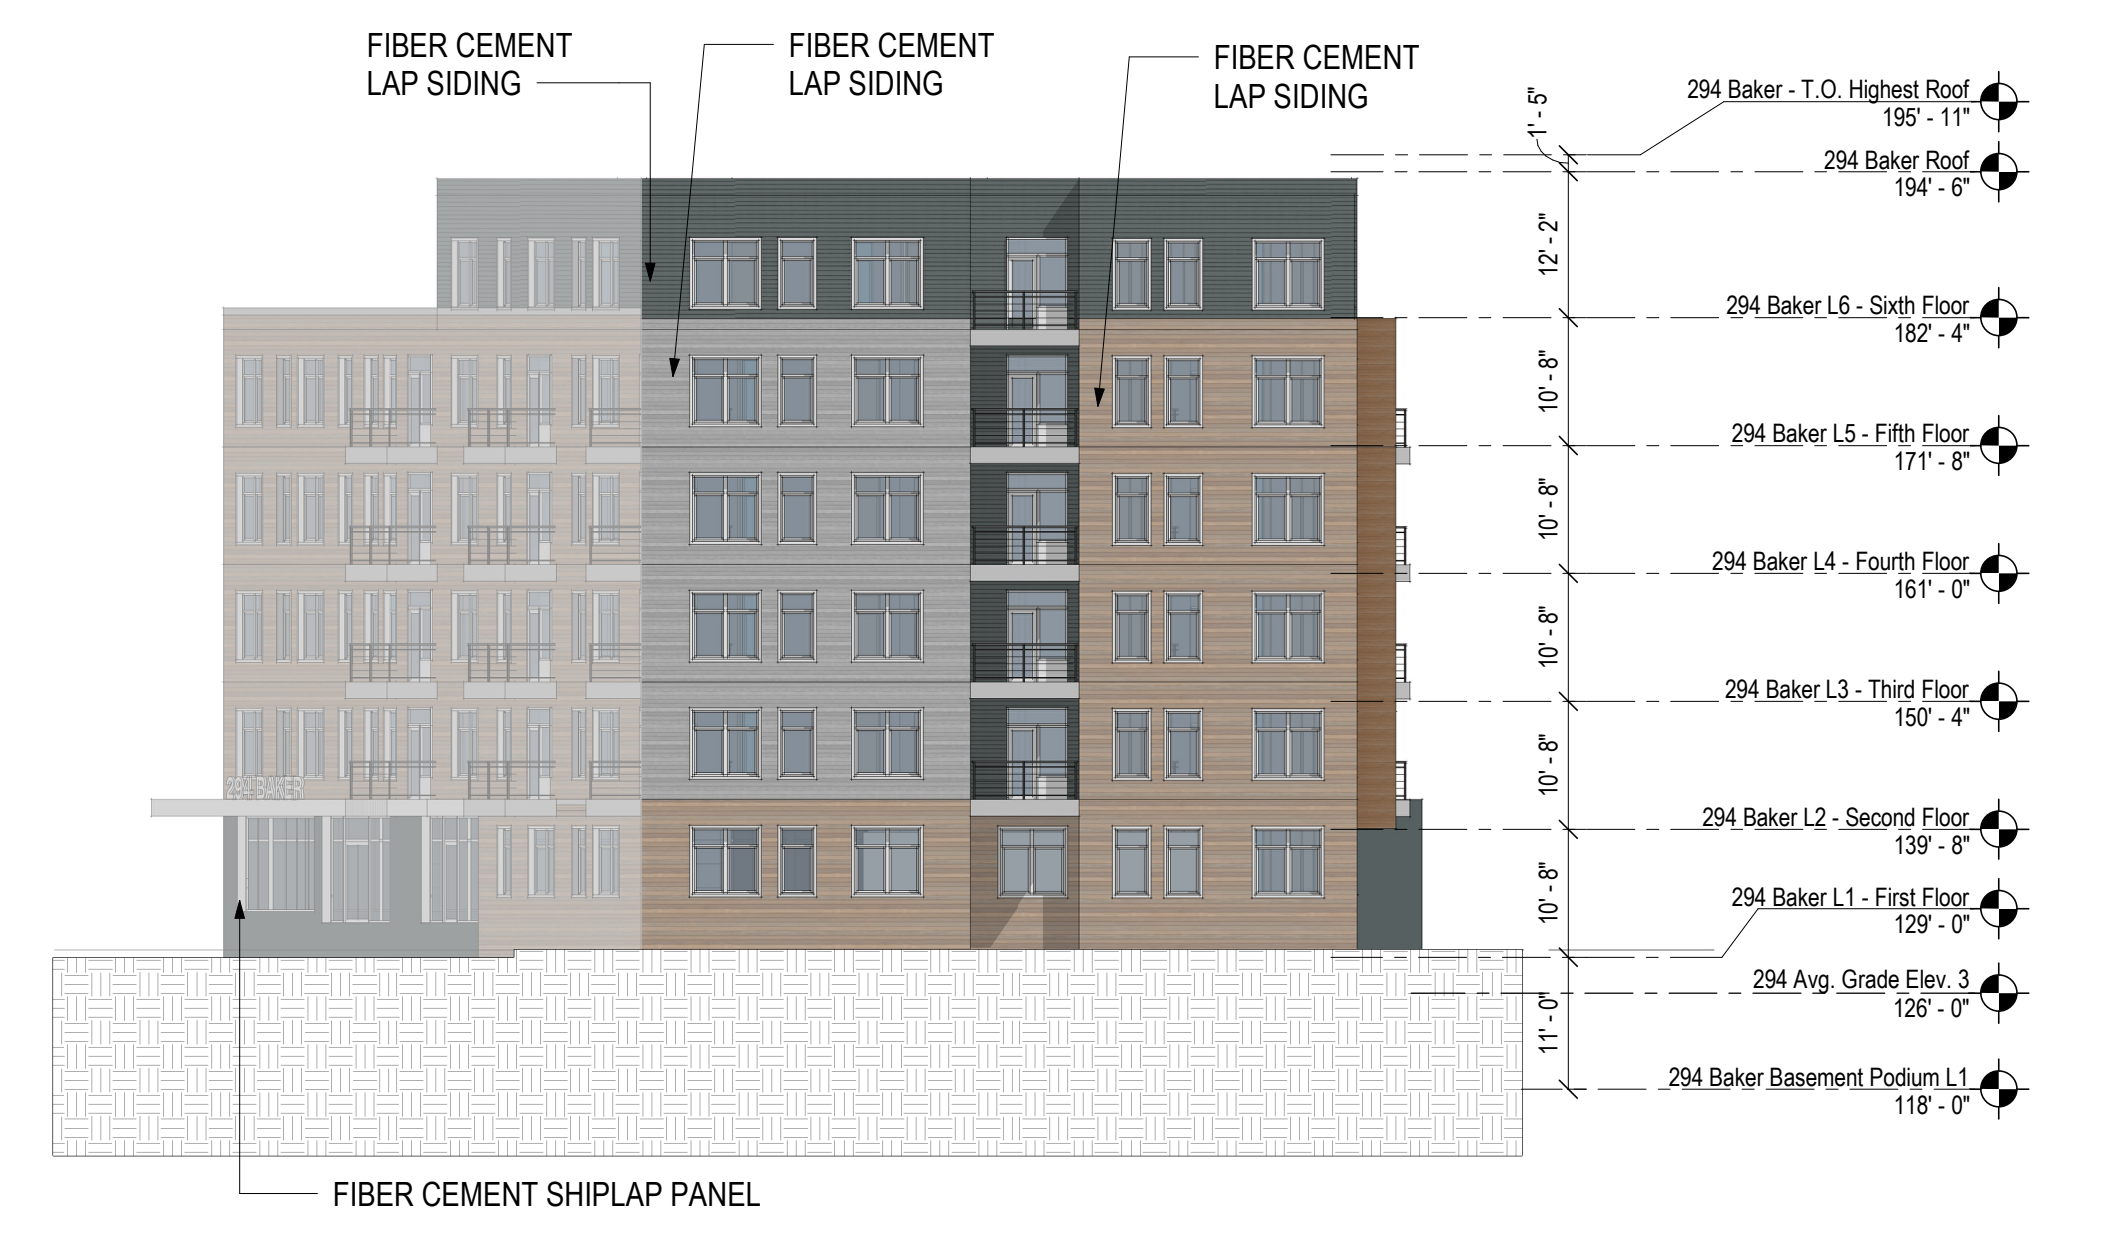 FIBER CEMENT
LAP SIDING
FIBER CEMENT
LAP SIDING
FIBER CEMENT
LAP SIDING
294 Baker - T.O. Highest Roof
195' - 11"
1' - 5"
294 Baker Roof
194' - 6"
12' - 2"
294 Baker L6 - Sixth Floor
182' - 4"
10' - 8"
294 Baker L5 - Fifth Floor
171' - 8"
10' - 8"
294 Baker L4 - Fourth Floor
161' - 0"
10' - 8"
294 Baker L3 - Third Floor
150' - 4"
10' - 8"
294 BAKER
294 Baker L2 - Second Floor
139' - 8"
10' - 8"
294 Baker L1 - First Floor
129' - 0"
294 Avg. Grade Elev. 3
126' - 0"
11' - 0"
294 Baker Basement Podium L1
118' - 0"
FIBER CEMENT SHIPLAP PANEL